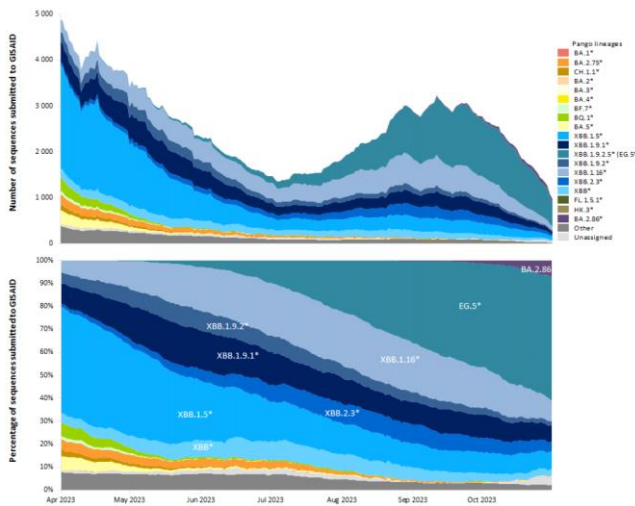 5 000
4 000
3 000
2 000
1 000
0
Number of sequences submitted to GISAID
Pango lineages
BA.1*
BA.2.75*
CH.1.1*
BA.2*
BA.3*
BA.4*
BF.7*
BQ.1*
BA.5*
XBB.1.5*
XBB.1.9.1*
XBB.1.9.2.5* (EG.5*
XBB.1.9.2*
XBB.1.16*
XBB.2.3*
XBB*
FL.1.5.1*
HK.3*
BA.2.86*
Other
Unassigned
100%
90%
80%
70%
60%
50%
40%
30%
20%
10%
0%
Percentage of sequences submitted to GISAID
BA.2.86
EG.5*
XBB.1.9.2*
XBB.1.16*
XBB.1.9.1*
XBB.2.3*
XBB.1.5*
XBB*
Apr 2023
May 2023
Jun 2023
Jul 2023
Aug 2023
Sep 2023
Oct 2023